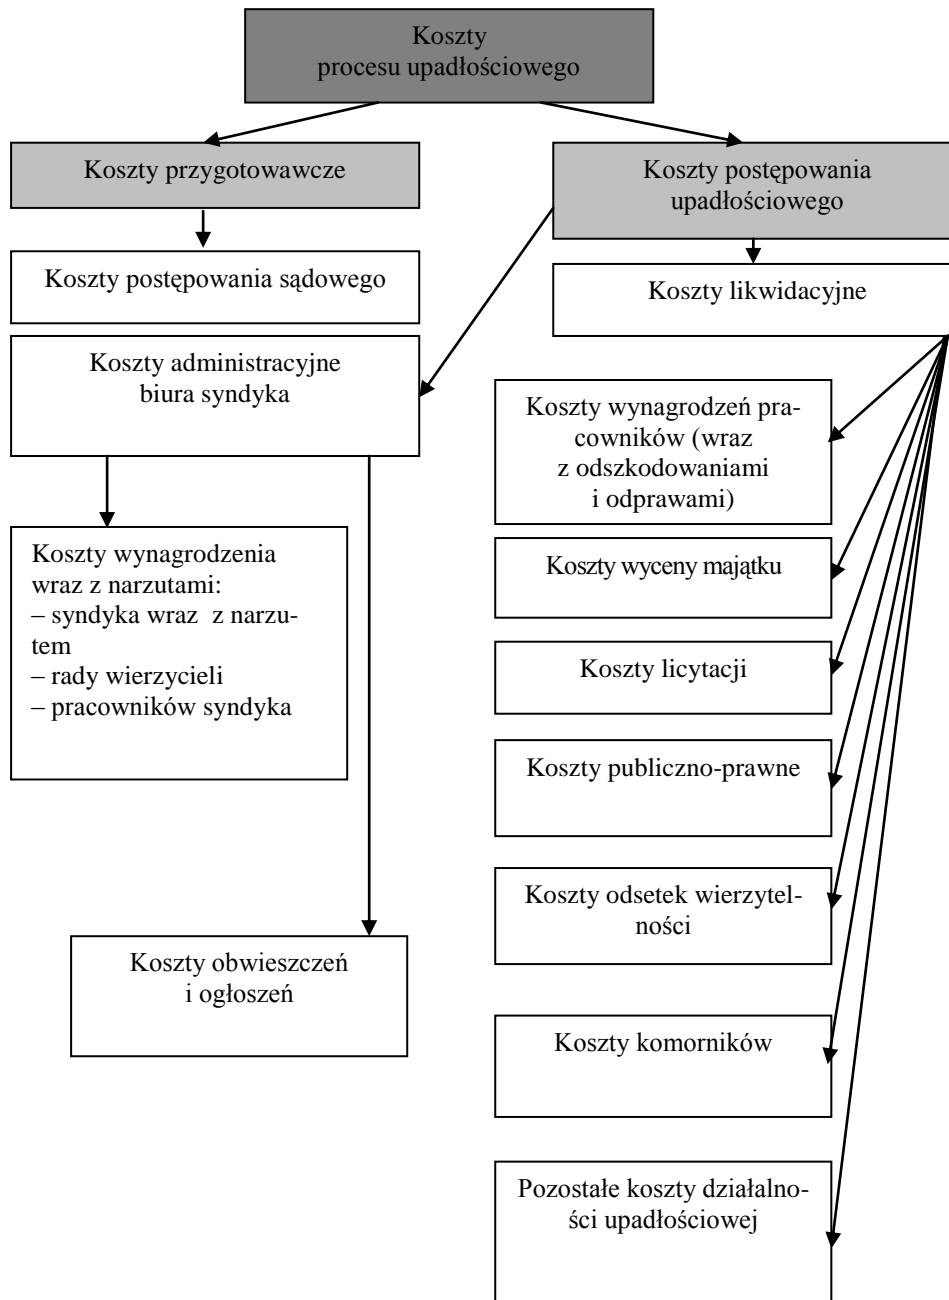 Koszty
procesu upadłościowego
Koszty przygotowawcze
Koszty postępowania
upadłościowego
Koszty postępowania sądowego
Koszty likwidacyjne
Koszty administracyjne
biura syndyka
Koszty wynagrodzeń pra-
cowników (wraz
z odszkodowaniami
i odprawami)
Koszty wynagrodzenia
wraz z narzutami:
– syndyka wraz z narzu-
tem
– rady wierzycieli
– pracowników syndyka
Koszty wyceny majątku
Koszty licytacji
Koszty publiczno-prawne
Koszty odsetek wierzytel-
ności
Koszty obwieszczeń
i ogłoszeń
Koszty komorników
Pozostałe koszty działalno-
ści upadłościowej